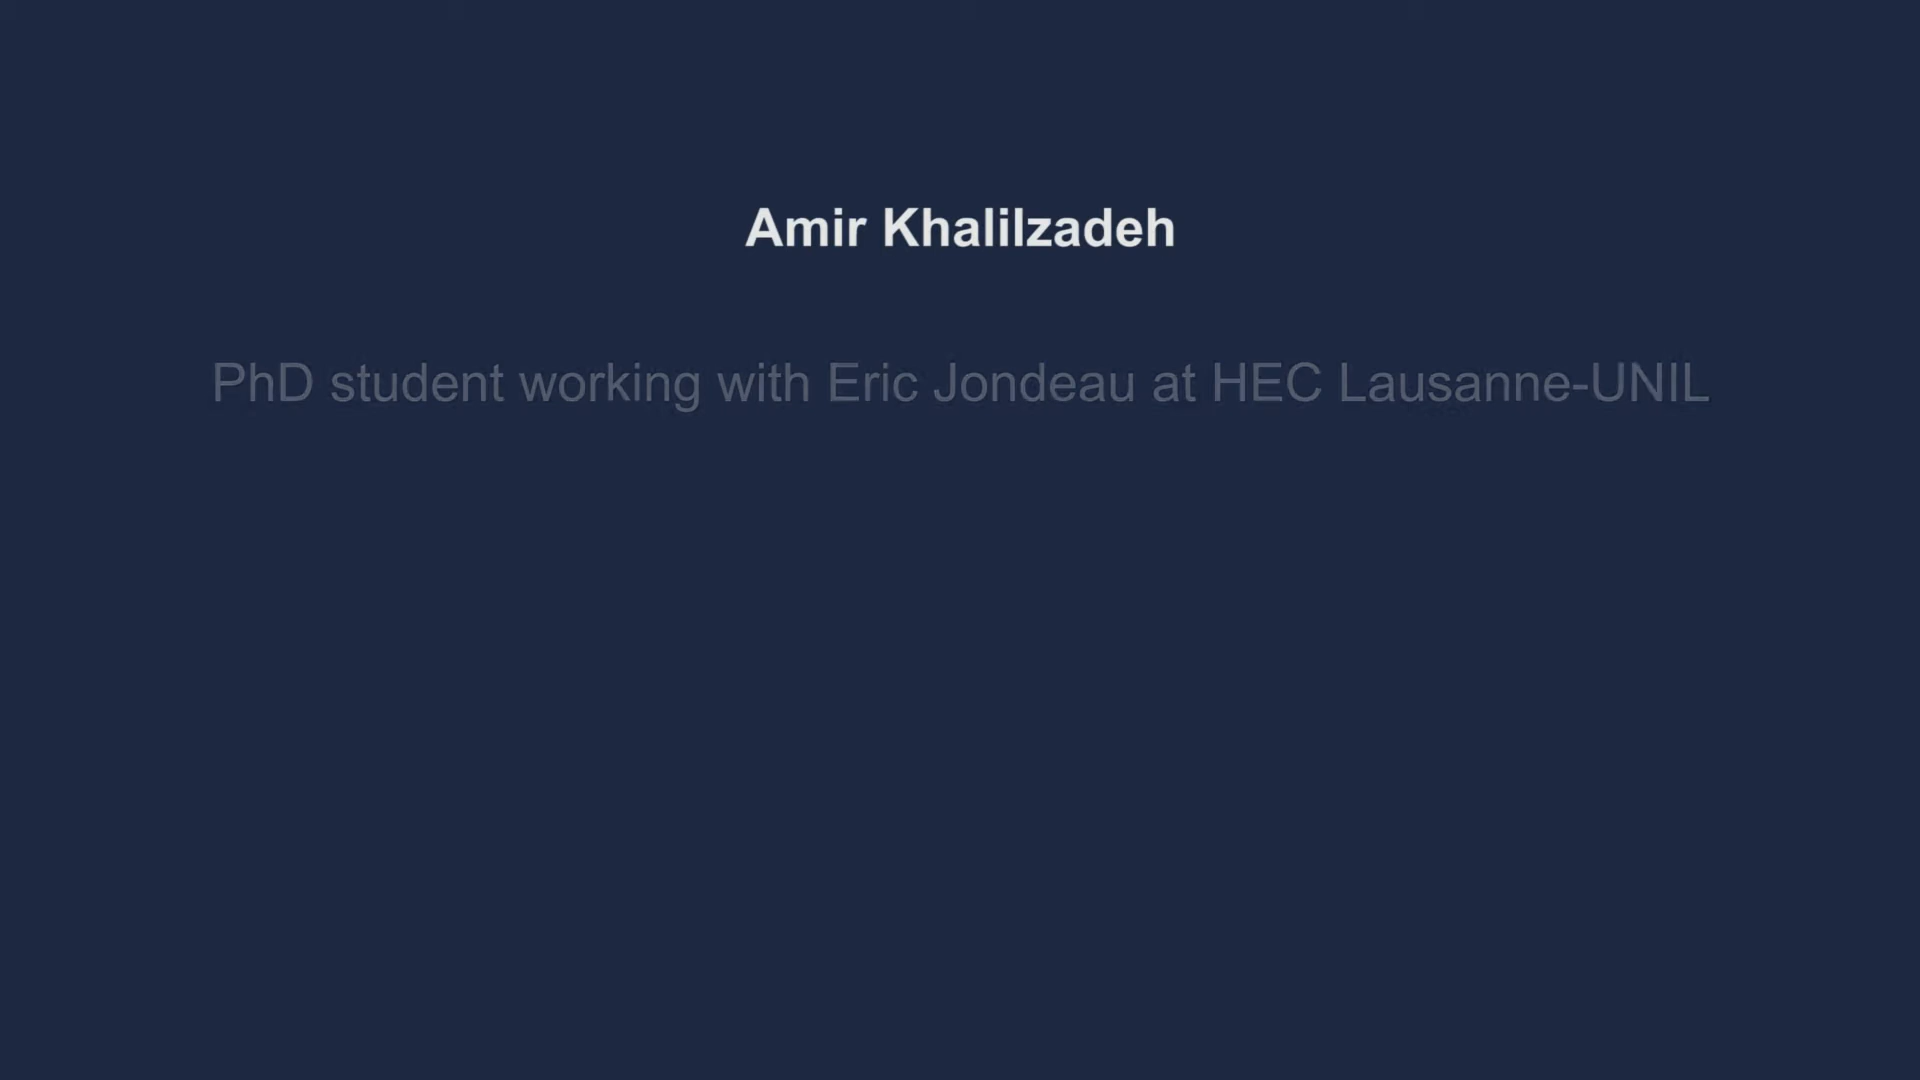 Amir Khalilzadeh
PhD student working with Eric Jondeau at HEC Lausanne-UNIL